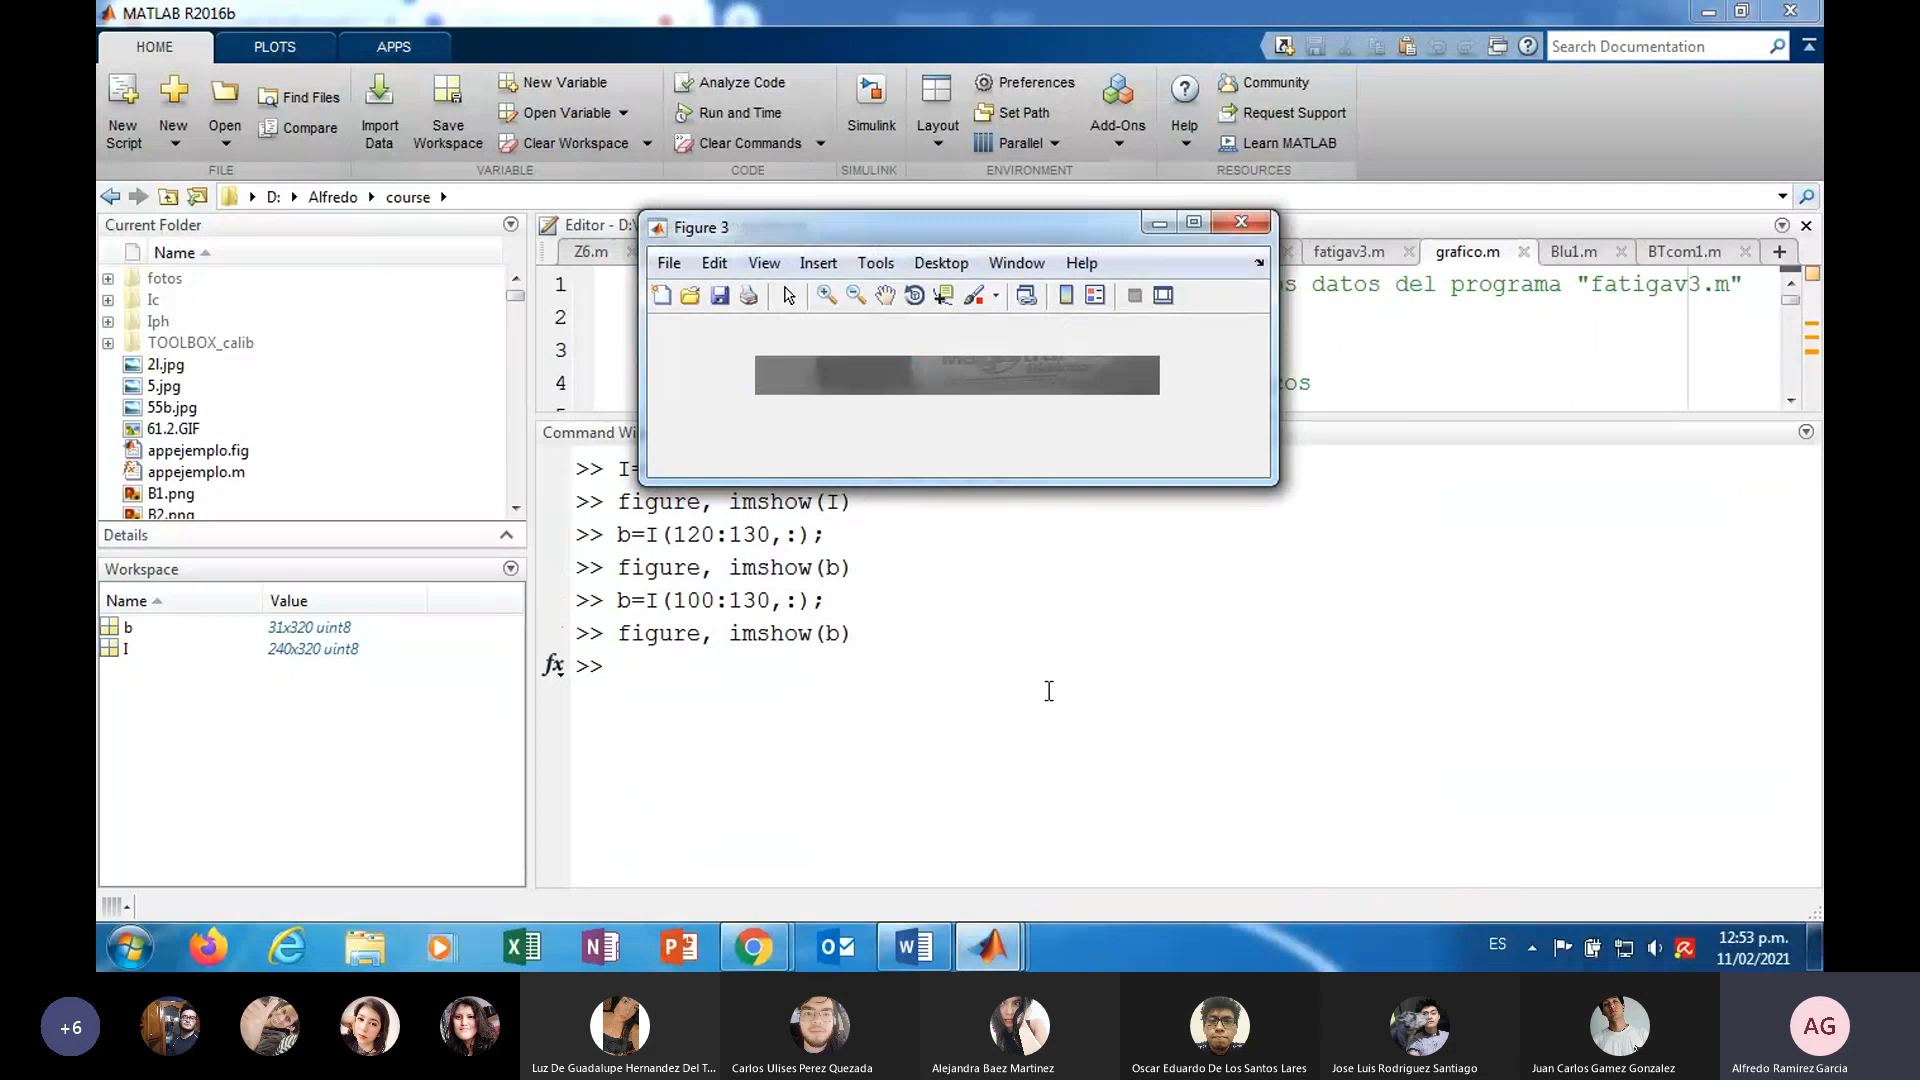 MATLAB R2016b
HOME
PLOTS
APPS
Search Documentation
New Script
New
Open
Find Files
Compare
Import Data
Save Workspace
New Variable
Open Variable
Clear Workspace
Analyze Code
Run and Time
Clear Commands
Simulink
Layout
Preferences
Set Path
Parallel
Add-Ons
Help
Community
Request Support
Learn MATLAB
FILE
VARIABLE
CODE
SIMULINK
ENVIRONMENT
RESOURCES
D:
Alfredo
course
Current Folder
Name
fotos
Ic
Iph
TOOLBOX_calib
2l.jpg
5.jpg
55b.jpg
61.2.GIF
appejemplo.fig
appejemplo.m
B1.png
B2.png
Details
Workspace
Name
Value
b
31x320 uint8
I
240x320 uint8
Editor - D:\
Z6.m
fatigav3.m
grafico.m
Blu1.m
BTcom1.m
1
2
3
4
s datos del programa "fatigav3.m"
cos
Figure 3
File
Edit
View
Insert
Tools
Desktop
Window
Help
Command Wi
>> I=
>> figure, imshow(I)
>> b=I(120:130,:);
>> figure, imshow(b)
>> b=I(100:130,:);
>> figure, imshow(b)
fx >>
ES
12:53 p.m.
11/02/2021
+6
Luz De Guadalupe Hernandez Del T...
Carlos Ulises Perez Quezada
Alejandra Baez Martinez
Oscar Eduardo De Los Santos Lares
Jose Luis Rodriguez Santiago
Juan Carlos Gamez Gonzalez
AG
Alfredo Ramirez Garcia